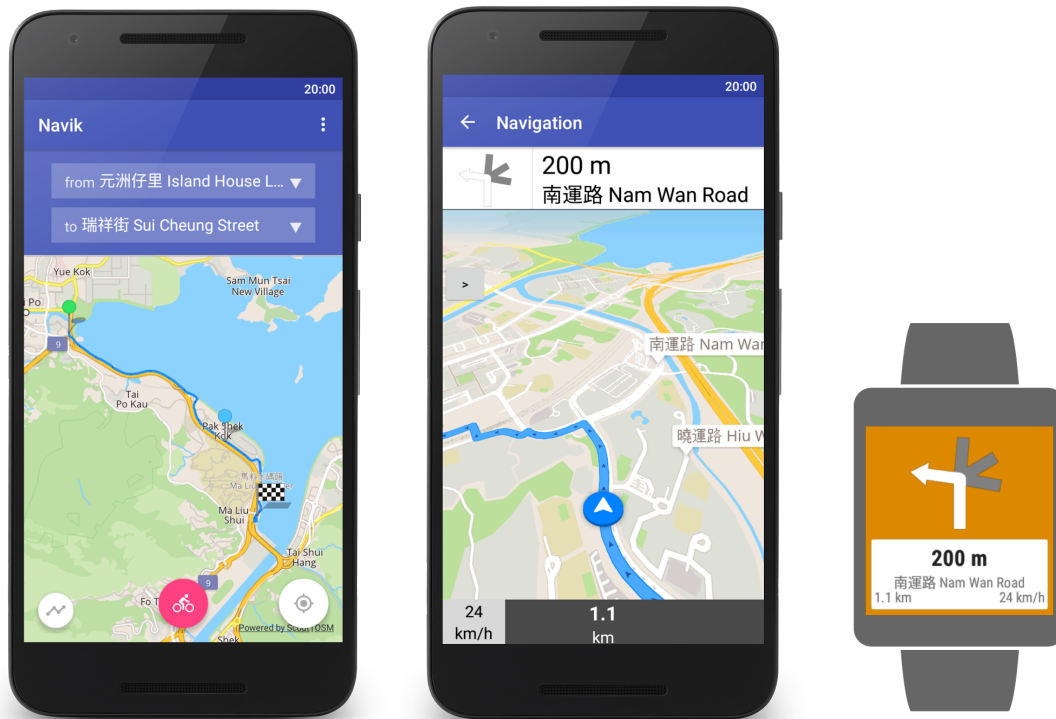 20:00
Navik
from 元洲仔里 Island House L...
to 瑞祥街 Sui Cheung Street
Yue Kok
Sam Mun Tsai
New Village
Po
9
Tai
Po Kau
Pak Shek
Kok
Ma Liu
Shui
Tai Shui
Hang
9
Fo T
Powered by Scout OSM
Shek
20:00
Navigation
200 m
南運路 Nam Wan Road
>
南運路 Nam Wan
曉運路 Hiu W
24
km/h
1.1
km
200 m
南運路 Nam Wan Road
1.1 km
24 km/h